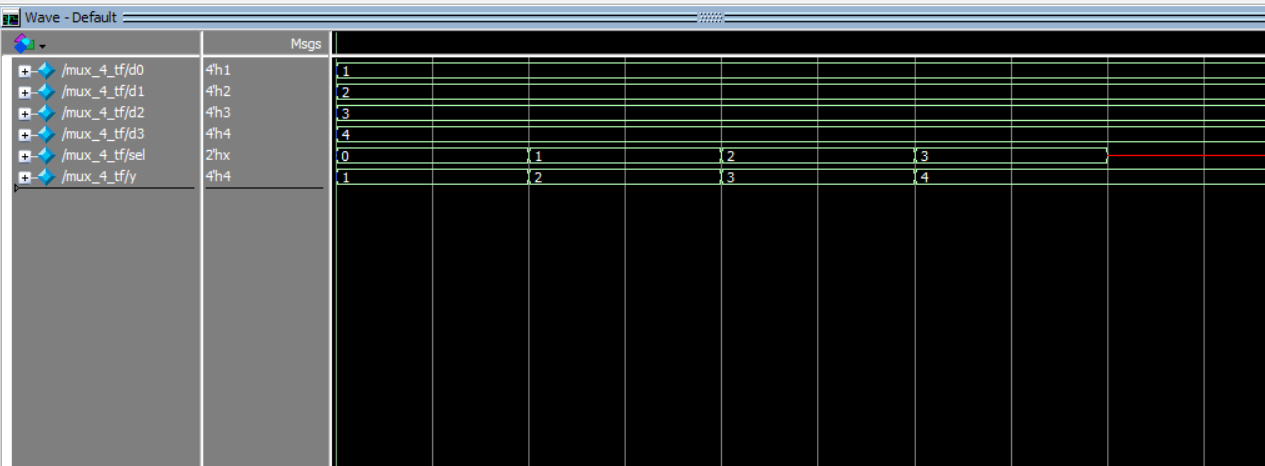 Wave - Default
Msgs
/mux_4_tf/d0 4'h1 1
/mux_4_tf/d1 4'h2 2
/mux_4_tf/d2 4'h3 3
/mux_4_tf/d3 4'h4 4
/mux_4_tf/sel 2'hx 0 1 2 3
/mux_4_tf/y 4'h4 1 2 3 4